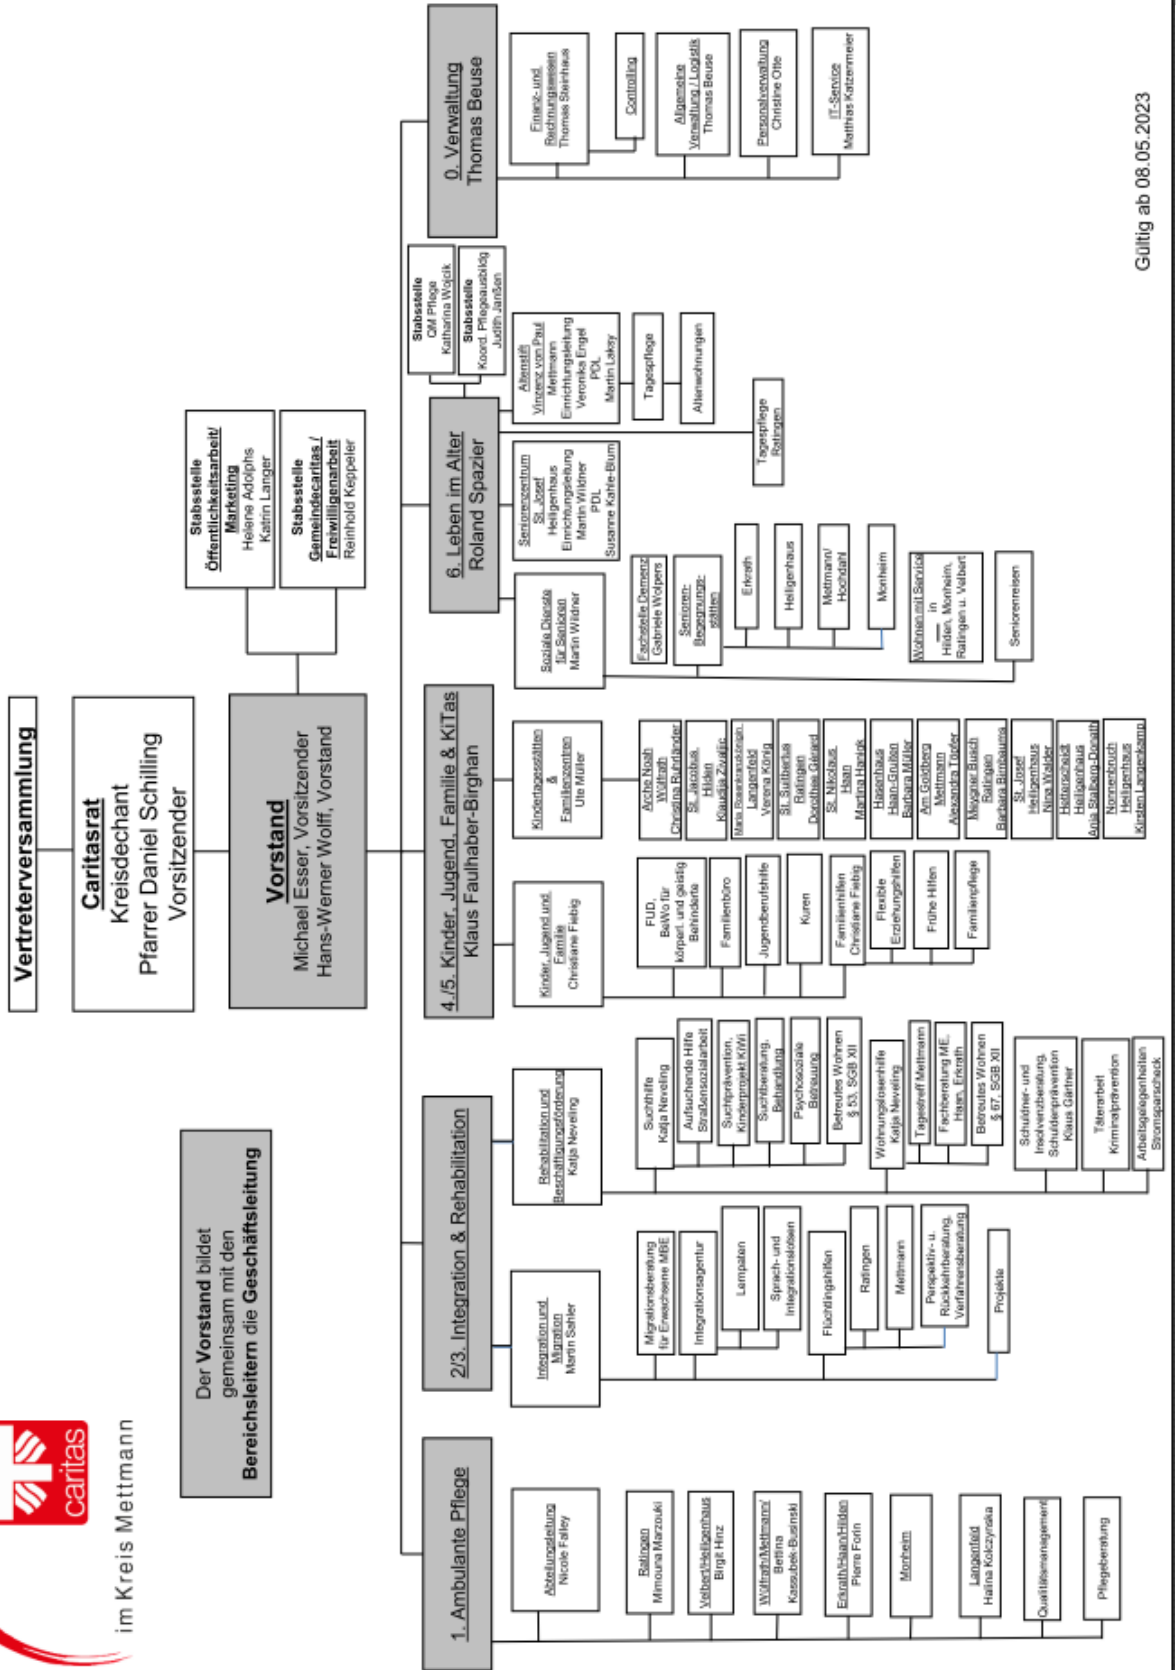 caritas
im Kreis Mettmann
Vertreterversammlung
Caritasrat
Kreisdechant
Pfarrer Daniel Schilling
Vorsitzender
Vorstand
Michael Esser, Vorsitzender
Hans-Werner Wolff, Vorstand
Der Vorstand bildet
gemeinsam mit den
Bereichsleitern die Geschäftsleitung
Stabsstelle
Öffentlichkeitsarbeit/
Marketing
Helene Adolphs
Katrin Langer
Stabsstelle
Gemeindecaritas /
Freiwilligenarbeit
Reinhold Keppeler
1. Ambulante Pflege
Abteilungsleitung
Nicole Falley
Ratingen
Mimouna Marzouki
Velbert/Heiligenhaus
Birgit Hinz
Wülfrath/Mettmann/
Bettina
Kassubek-Businski
Erkrath/Haan/Hilden
Pierre Forin
Monheim
Langenfeld
Halina Kolczynska
Qualitätsmanagement
Pflegeberatung
2/3. Integration & Rehabilitation
Integration und
Migration
Martin Sahler
Migrationsberatung
für Erwachsene MBE
Integrationsagentur
Lernpaten
Sprach- und
Integrationslotsen
Flüchtlingshilfen
Ratingen
Mettmann
Perspektiv- u.
Rückkehrberatung,
Verfahrensberatung
Projekte
Rehabilitation und
Beschäftigungsförderung
Katja Neveling
Suchthilfe
Katja Neveling
Aufsuchende Hilfe
Straßensozialarbeit
Suchtprävention,
Kinderprojekt KiWi
Suchtberatung,
Behandlung
Psychosoziale
Betreuung
Betreutes Wohnen
§ 53, SGB XII
Wohnungslosenhilfe
Katja Neveling
Tagestreff Mettmann
Fachberatung ME,
Haan, Erkrath
Betreutes Wohnen
§ 67, SGB XII
Schuldner- und
Insolvenzberatung,
Schuldenprävention
Klaus Gärtner
Täterarbeit
Kriminalprävention
Arbeitsgelegenheiten
Stromsparscheck
4./5. Kinder, Jugend, Familie & KiTas
Klaus Faulhaber-Birghan
Kinder, Jugend und
Familie
Christiane Fiebig
FUD,
BeWo für
körperl. und geistig
Behinderte
Familienbüro
Jugendberufshilfe
Kuren
Familienhilfen
Christiane Fiebig
Flexible
Erziehungshilfen
Frühe Hilfen
Familienpflege
Kindertagesstätten
&
Familienzentren
Ute Müller
Arche Noah
Wülfrath
Christina Ruhrländer
St. Jacobus,
Hilden
Klaudija Zivaljic
Maria Rosenkranzkönigin,
Langenfeld
Verena König
St. Suitbertus
Ratingen
Dorothee Gérard
St. Nikolaus
Haan
Martina Hanigk
Hasenhaus
Haan-Gruiten
Barbara Müller
Am Goldberg
Mettmann
Alexandra Töpfer
Meygner Busch
Ratingen
Barbara Birnbaums
St. Josef
Heiligenhaus
Nina Walder
Hetterscheidt
Heiligenhaus
Anja Stalberg-Donath
Nonnenbruch
Heiligenhaus
Kirsten Langenkamp
6. Leben im Alter
Roland Spazier
Stabsstelle
QM Pflege
Katharina Wojcik
Stabsstelle
Koord. Pflegeausbildg
Judith Janßen
Soziale Dienste
für Senioren
Martin Wildner
Fachstelle Demenz
Gabriele Wolpers
Senioren-
Begegnungs-
stätten
Erkrath
Heiligenhaus
Mettmann/
Hochdahl
Monheim
Wohnen mit Service
in
Hilden, Monheim,
Ratingen u. Velbert
Seniorenreisen
Seniorenzentrum
St. Josef
Heiligenhaus
Einrichtungsleitung
Martin Wildner
PDL
Susanne Kahle-Blum
Altenstift
Vinzenz von Paul
Mettmann
Einrichtungsleitung
Veronika Engel
PDL
Martin Laksy
Tagespflege
Altenwohnungen
Tagespflege
Ratingen
0. Verwaltung
Thomas Beuse
Finanz- und
Rechnungswesen
Thomas Steinhaus
Controlling
Allgemeine
Verwaltung / Logistik
Thomas Beuse
Personalverwaltung
Christine Otte
IT-Service
Matthias Katzenmeier
Gültig ab 08.05.2023